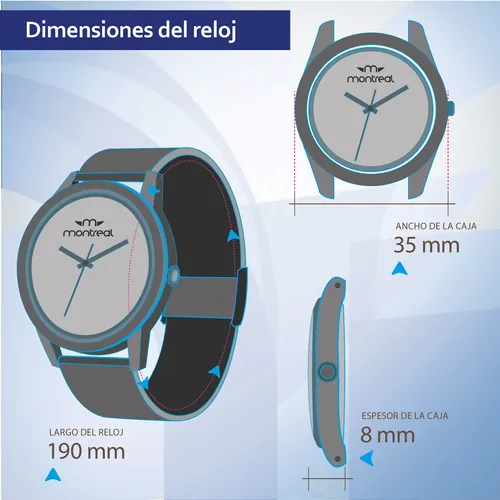 Dimensiones del reloj
montreal
ANCHO DE LA CAJA
35 mm
montreal
LARGO DEL RELOJ
190 mm
ESPESOR DE LA CAJA
8 mm